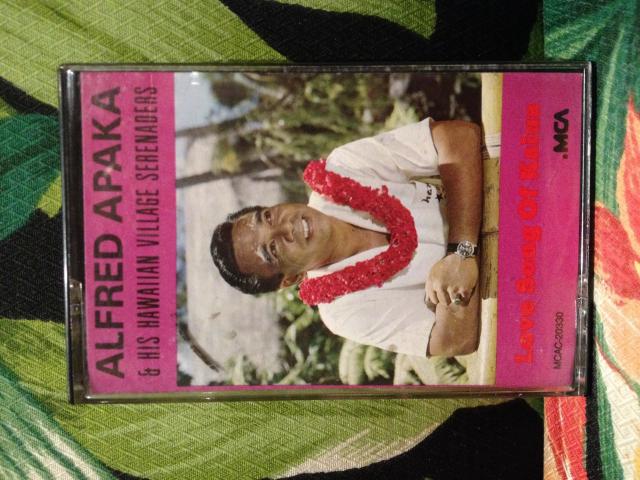 ALFRED APAKA
& HIS HAWAIIAN VILLAGE SERENADERS
Love Song Of Kalua
MCA
MCAC-20330